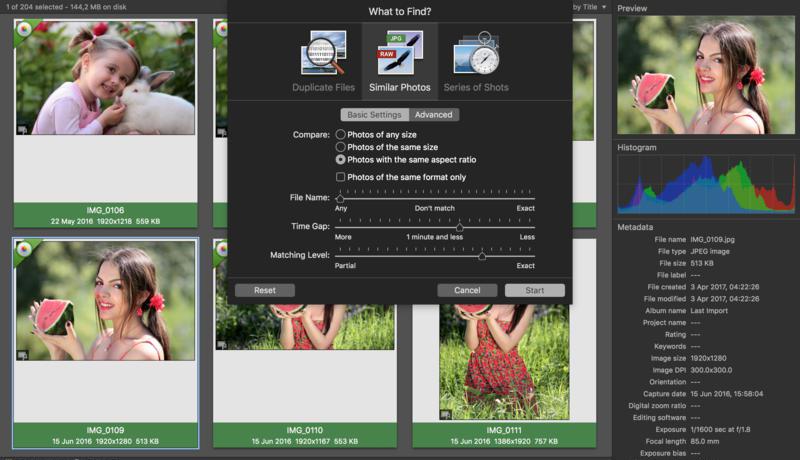 1 of 204 selected - 144,2 MB on disk
by Title
What to Find?
JPG
RAW
Duplicate Files
Similar Photos
Series of Shots
Basic Settings
Advanced
Compare:
Photos of any size
Photos of the same size
Photos with the same aspect ratio
Photos of the same format only
File Name:
Any Don't match Exact
Time Gap:
More 1 minute and less Less
Matching Level:
Partial Exact
Reset
Cancel
Start
IMG_0106
22 May 2016 1920x1218 559 KB
IMG_0109
15 Jun 2016 1920x1280 513 KB
IMG_0110
15 Jun 2016 1920x1167 553 KB
IMG_0111
15 Jun 2016 1386x1920 757 KB
Preview
Histogram
Metadata
File name IMG_0109.jpg
File type JPEG image
File size 513 KB
File label ---
File created 3 Apr 2017, 04:22:26
File modified 3 Apr 2017, 04:22:26
Album name Last Import
Project name ---
Rating ---
Keywords ---
Image size 1920x1280
Image DPI 300.0x300.0
Orientation ---
Capture date 15 Jun 2016, 15:58:04
Digital zoom ratio ---
Editing software ---
Exposure 1/1600 sec at f/1.8
Focal length 85.0 mm
Exposure bias ---